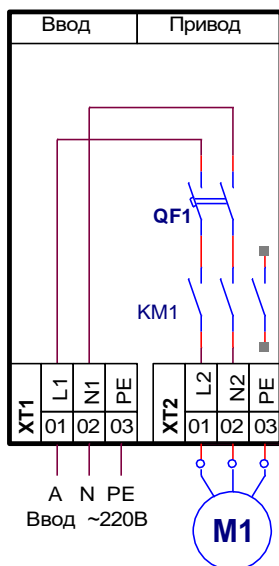 Ввод Привод
QF1
KM1
XT1 L1 N1 PE XT2 L2 N2 PE
01 02 03 01 02 03
A N PE
Ввод ~220В
M1